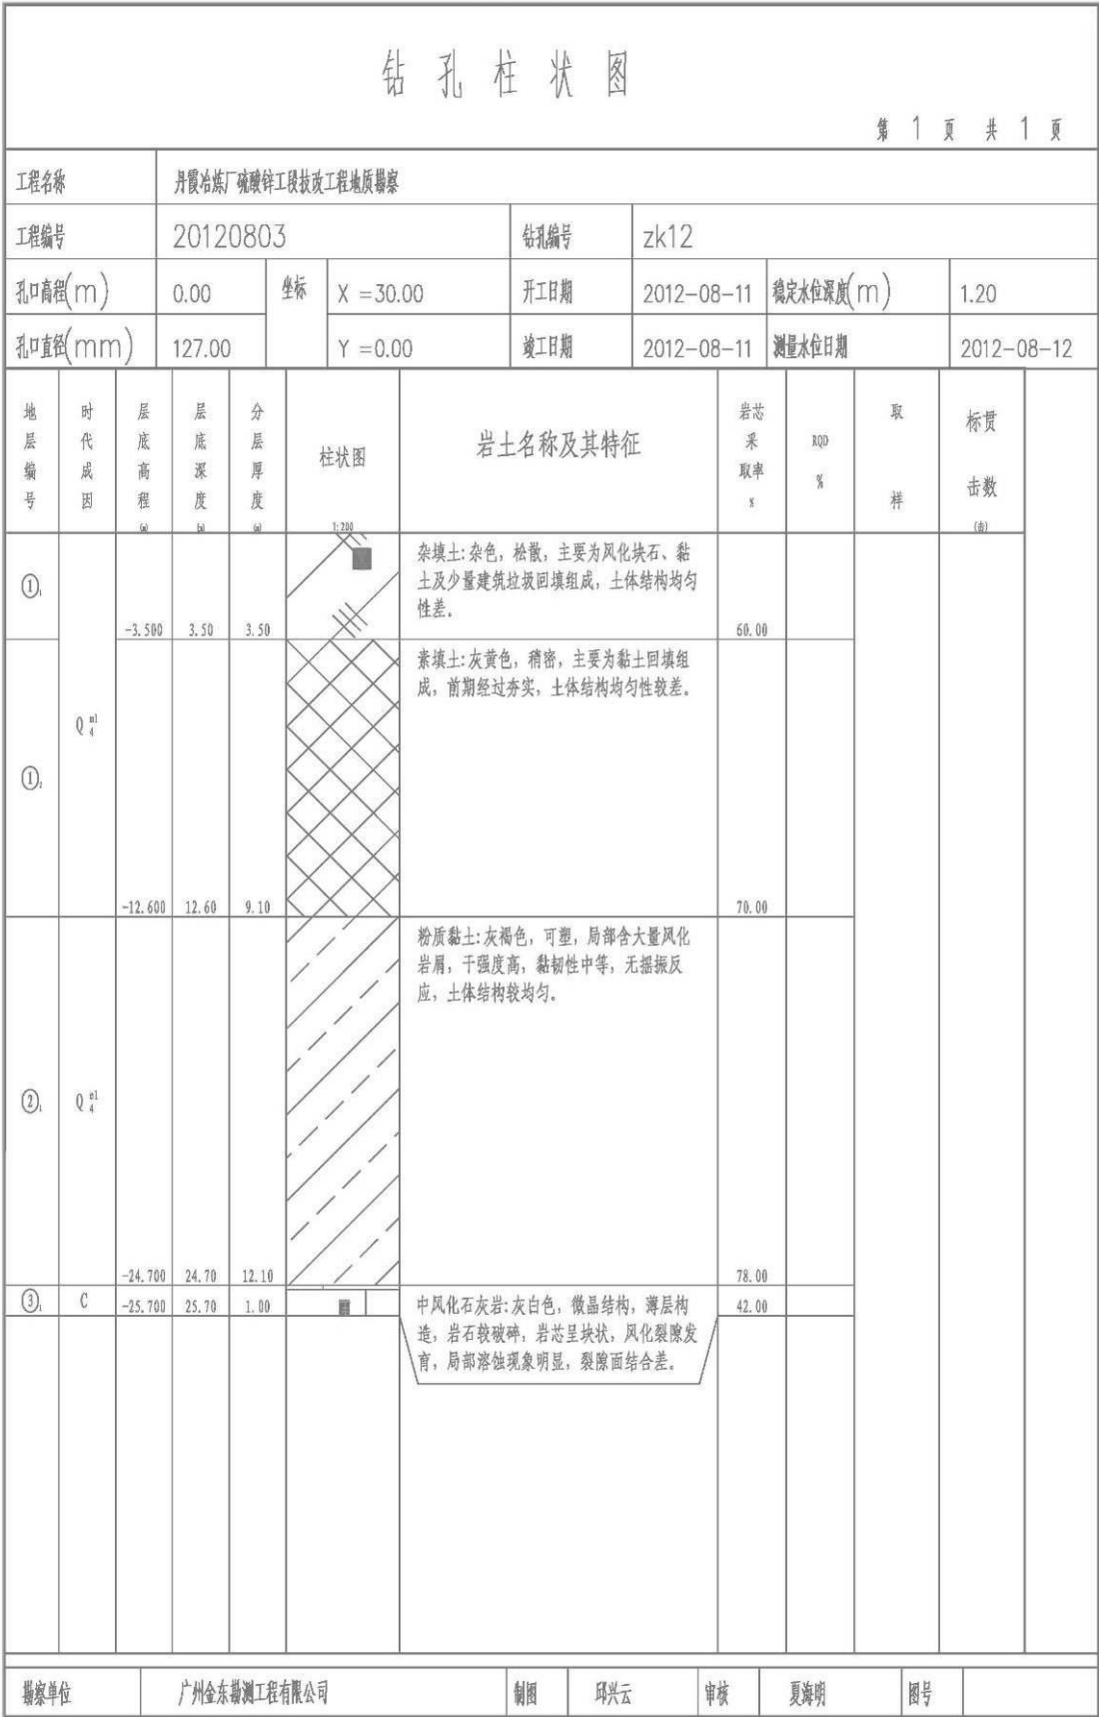 钻孔柱状图
第 1 页 共 1 页
工程名称 丹霞冶炼厂硫酸锌工段技改工程地质勘察
工程编号 20120803 钻孔编号 zk12
孔口高程(m) 0.00 坐标 X =30.00 开工日期 2012-08-11 稳定水位深度(m) 1.20
孔口直径(mm) 127.00 Y =0.00 竣工日期 2012-08-11 测量水位日期 2012-08-12
地层编号 时代成因 层底高程(m) 层底深度(m) 分层厚度(m) 柱状图 1:200 岩土名称及其特征 岩芯采取率% RQD % 取样 标贯击数(击)
杂填土:杂色，松散，主要为风化块石、黏
土及少量建筑垃圾回填组成，土体结构均匀
性差。
①1 -3.500 3.50 3.50 60.00
素填土:灰黄色，稍密，主要为黏土回填组
成，前期经过夯实，土体结构均匀性较差。
Q 4 ml
①2 -12.600 12.60 9.10 70.00
粉质黏土:灰褐色，可塑，局部含大量风化
岩屑，干强度高，黏韧性中等，无摇振反
应，土体结构较均匀。
②1 Q 4 el
-24.700 24.70 12.10 78.00
③1 C -25.700 25.70 1.00 42.00
中风化石灰岩:灰白色，微晶结构，薄层构
造，岩石较破碎，岩芯呈块状，风化裂隙发
育，局部溶蚀现象明显，裂隙面结合差。
勘察单位 广州金东勘测工程有限公司 制图 邱兴云 审核 夏海明 图号